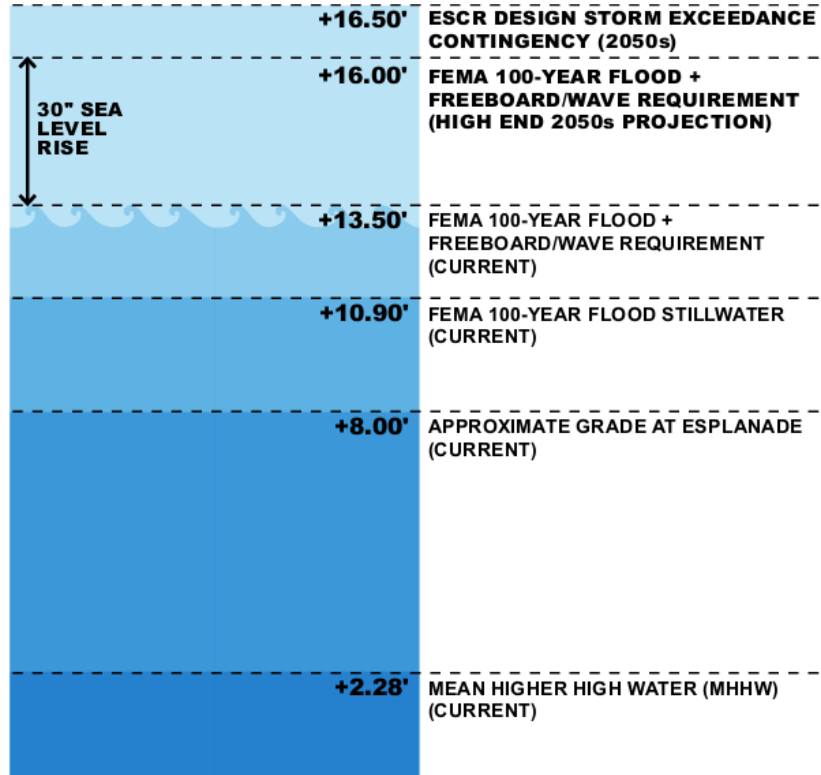 +16.50' ESCR DESIGN STORM EXCEEDANCE
CONTINGENCY (2050s)
+16.00' FEMA 100-YEAR FLOOD +
FREEBOARD/WAVE REQUIREMENT
(HIGH END 2050s PROJECTION)
30" SEA
LEVEL
RISE
+13.50' FEMA 100-YEAR FLOOD +
FREEBOARD/WAVE REQUIREMENT
(CURRENT)
+10.90' FEMA 100-YEAR FLOOD STILLWATER
(CURRENT)
+8.00' APPROXIMATE GRADE AT ESPLANADE
(CURRENT)
+2.28' MEAN HIGHER HIGH WATER (MHHW)
(CURRENT)